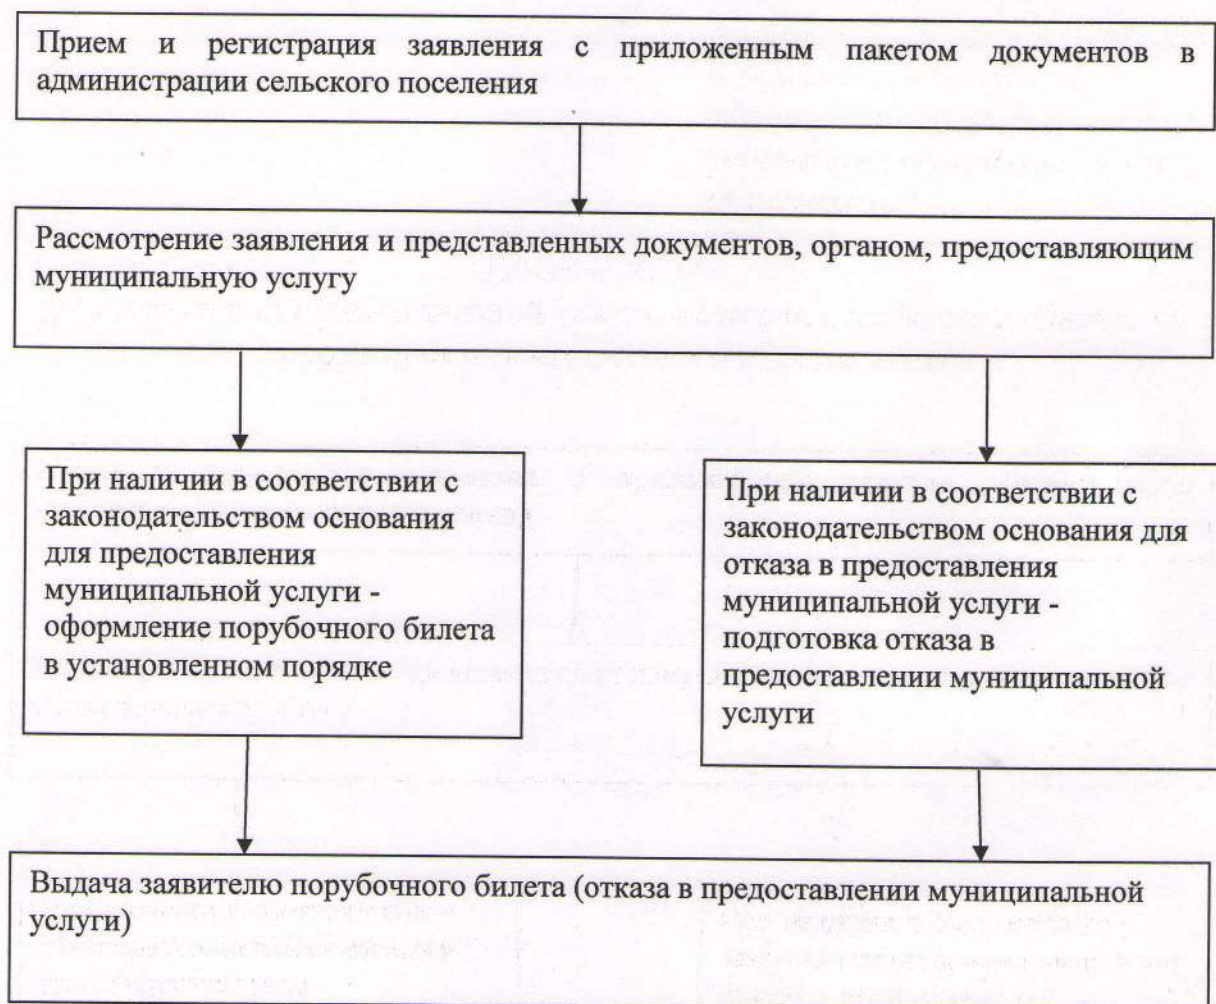 Прием и регистрация заявления с приложенным пакетом документов в
администрации сельского поселения
Рассмотрение заявления и представленных документов, органом, предоставляющим
муниципальную услугу
При наличии в соответствии с
законодательством основания
для предоставления
муниципальной услуги -
оформление порубочного билета
в установленном порядке
При наличии в соответствии с
законодательством основания для
отказа в предоставления
муниципальной услуги -
подготовка отказа в
предоставлении муниципальной
услуги
Выдача заявителю порубочного билета (отказа в предоставлении муниципальной
услуги)